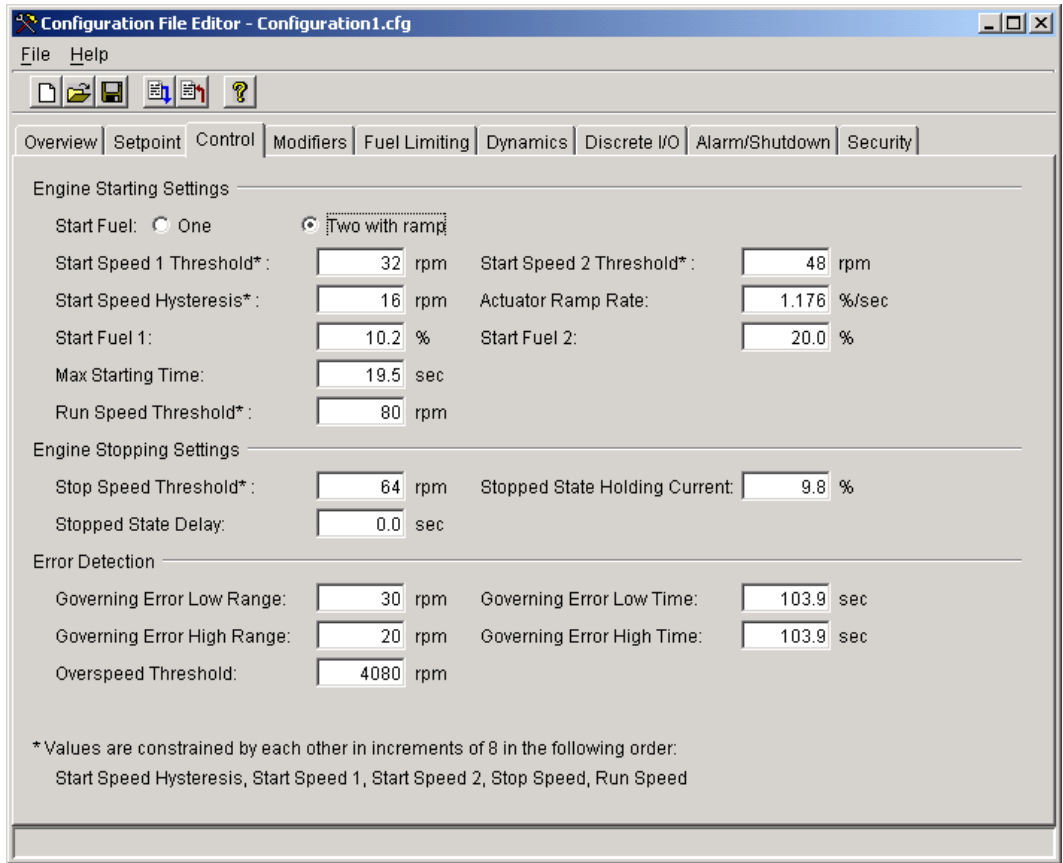 Configuration File Editor - Configuration1.cfg
File Help
Overview Setpoint Control Modifiers Fuel Limiting Dynamics Discrete I/O Alarm/Shutdown Security
Engine Starting Settings
Start Fuel: One Two with ramp
Start Speed 1 Threshold* : 32 rpm Start Speed 2 Threshold* : 48 rpm
Start Speed Hysteresis* : 16 rpm Actuator Ramp Rate: 1.176 %/sec
Start Fuel 1: 10.2 % Start Fuel 2: 20.0 %
Max Starting Time: 19.5 sec
Run Speed Threshold* : 80 rpm
Engine Stopping Settings
Stop Speed Threshold* : 64 rpm Stopped State Holding Current: 9.8 %
Stopped State Delay: 0.0 sec
Error Detection
Governing Error Low Range: 30 rpm Governing Error Low Time: 103.9 sec
Governing Error High Range: 20 rpm Governing Error High Time: 103.9 sec
Overspeed Threshold: 4080 rpm
* Values are constrained by each other in increments of 8 in the following order:
Start Speed Hysteresis, Start Speed 1, Start Speed 2, Stop Speed, Run Speed